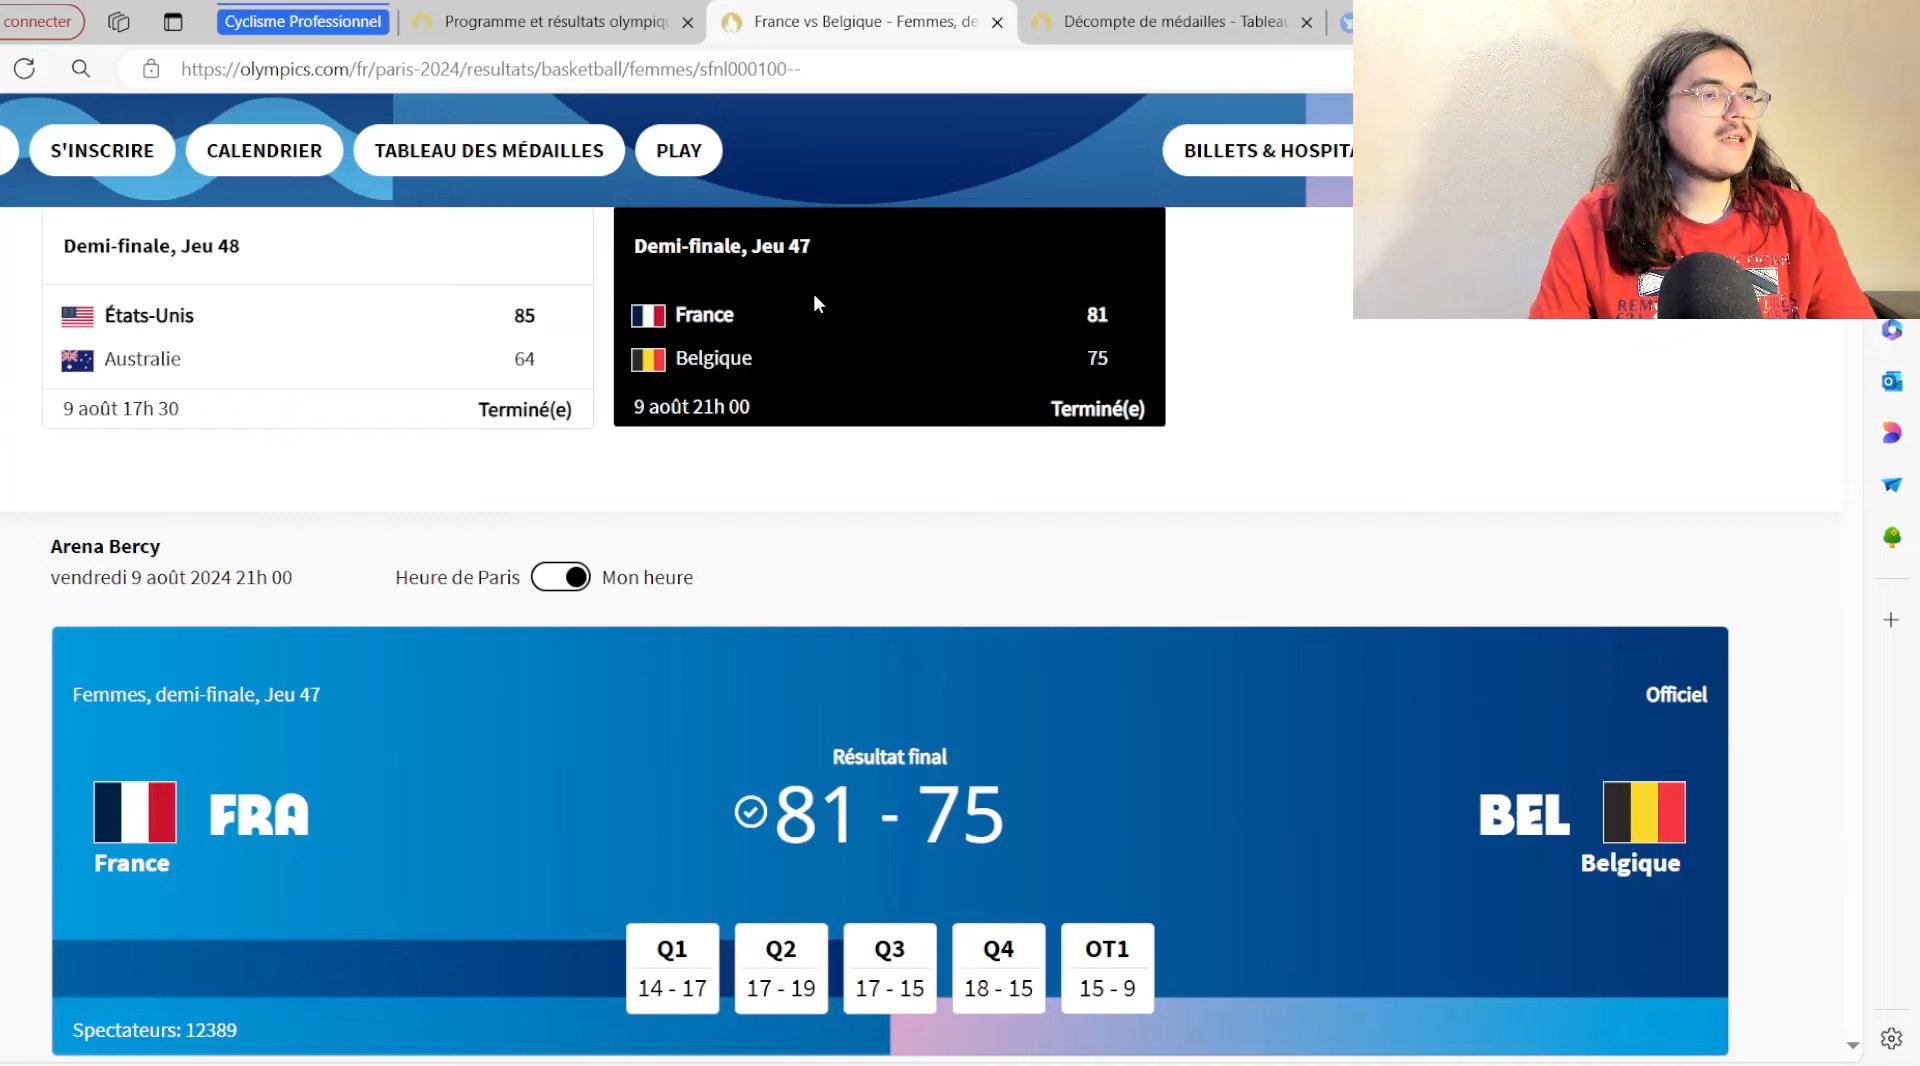 connecter
Cyclisme Professionnel
Programme et résultats olympiqu
France vs Belgique - Femmes, de
Décompte de médailles - Tableau
https://olympics.com/fr/paris-2024/resultats/basketball/femmes/sfnl000100--
S'INSCRIRE
CALENDRIER
TABLEAU DES MÉDAILLES
PLAY
BILLETS & HOSPITA
Demi-finale, Jeu 48
États-Unis 85
Australie 64
9 août 17h 30 Terminé(e)
Demi-finale, Jeu 47
France 81
Belgique 75
9 août 21h 00 Terminé(e)
Arena Bercy
vendredi 9 août 2024 21h 00
Heure de Paris Mon heure
Femmes, demi-finale, Jeu 47
Officiel
Résultat final
FRA 81 - 75 BEL
France Belgique
Q1 Q2 Q3 Q4 OT1
14 - 17 17 - 19 17 - 15 18 - 15 15 - 9
Spectateurs: 12389